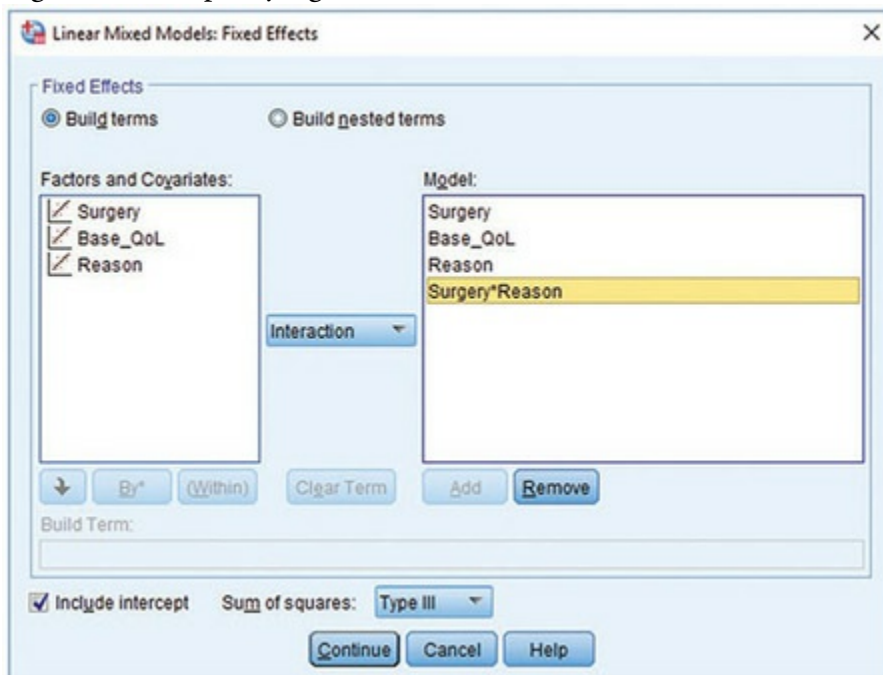 Linear Mixed Models: Fixed Effects
Fixed Effects
Build terms
Build nested terms
Factors and Covariates:
Model:
Surgery
Base_QoL
Reason
Interaction
Surgery
Base_QoL
Reason
Surgery*Reason
By*
(Within)
Clear Term
Add
Remove
Build Term:
Include intercept
Sum of squares:
Type III
Continue
Cancel
Help